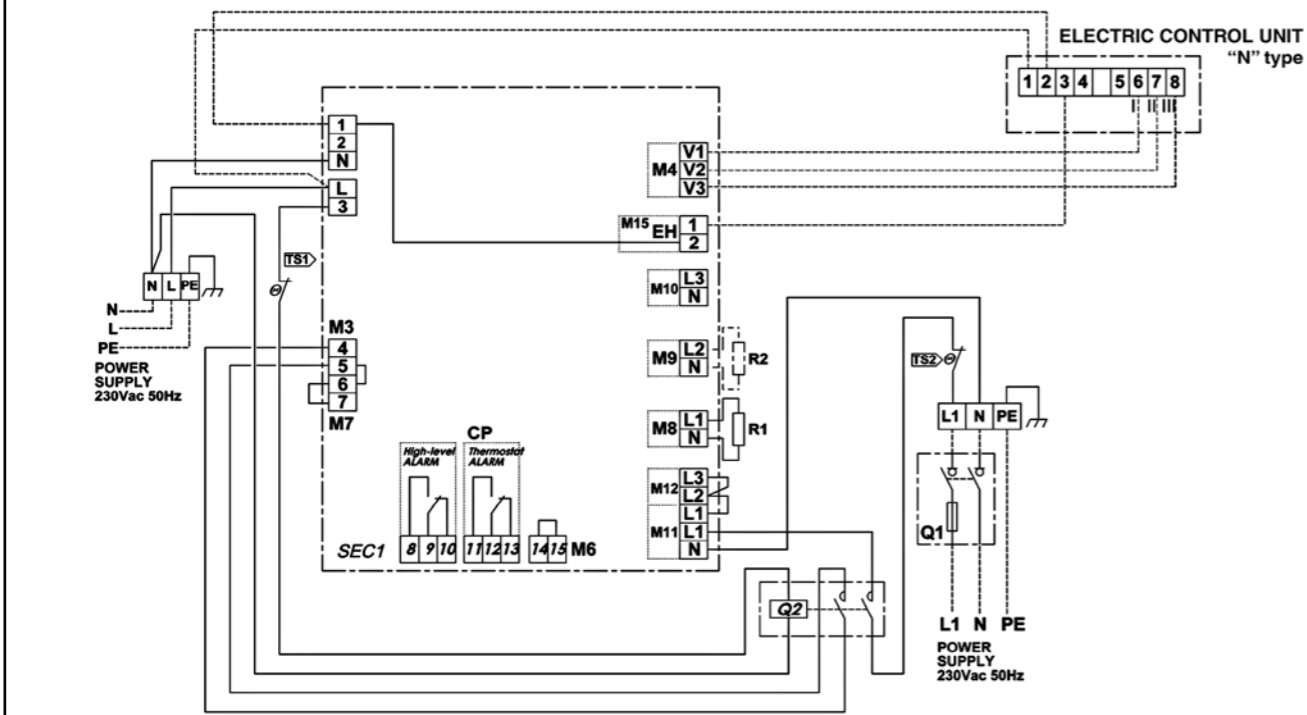 ELECTRIC CONTROL UNIT
“N” type
1 2 3 4 5 6 7 8
I II III
1
2
N
L
3
TS1
N L PE
N
L
PE
POWER
SUPPLY
230Vac 50Hz
M3
4
5
6
7
M7
M4
V1
V2
V3
M15 EH
1
2
M10
L3
N
M9
L2
N
R2
M8
L1
N
R1
M12
L3
L2
M11
L1
L1
N
CP
High-level
ALARM
Thermostat
ALARM
SEC1
8 9 10
11 12 13
14 15 M6
Q2
TS2
L1 N PE
Q1
L1 N PE
POWER
SUPPLY
230Vac 50Hz